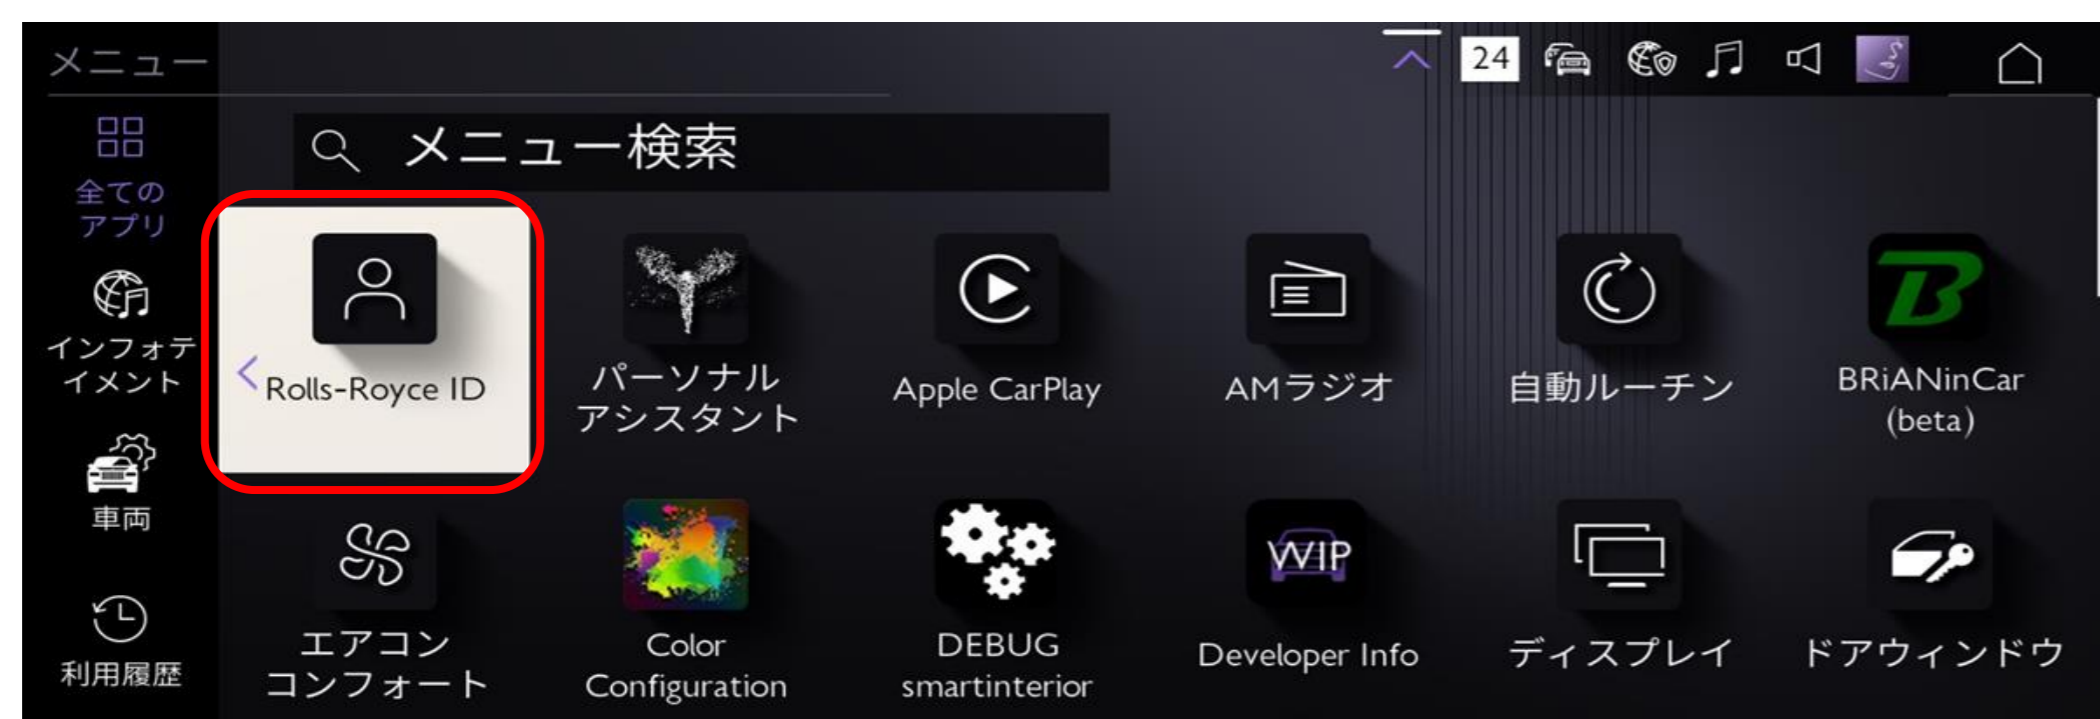 メニュー
24
メニュー検索
全ての
アプリ
インフォテ
イメント
車両
利用履歴
Rolls-Royce ID
パーソナル
アシスタント
Apple CarPlay
AMラジオ
自動ルーチン
B
BRiANinCar
(beta)
エアコン
コンフォート
Color
Configuration
DEBUG
smartinterior
WIP
Developer Info
ディスプレイ
ドアウィンドウ